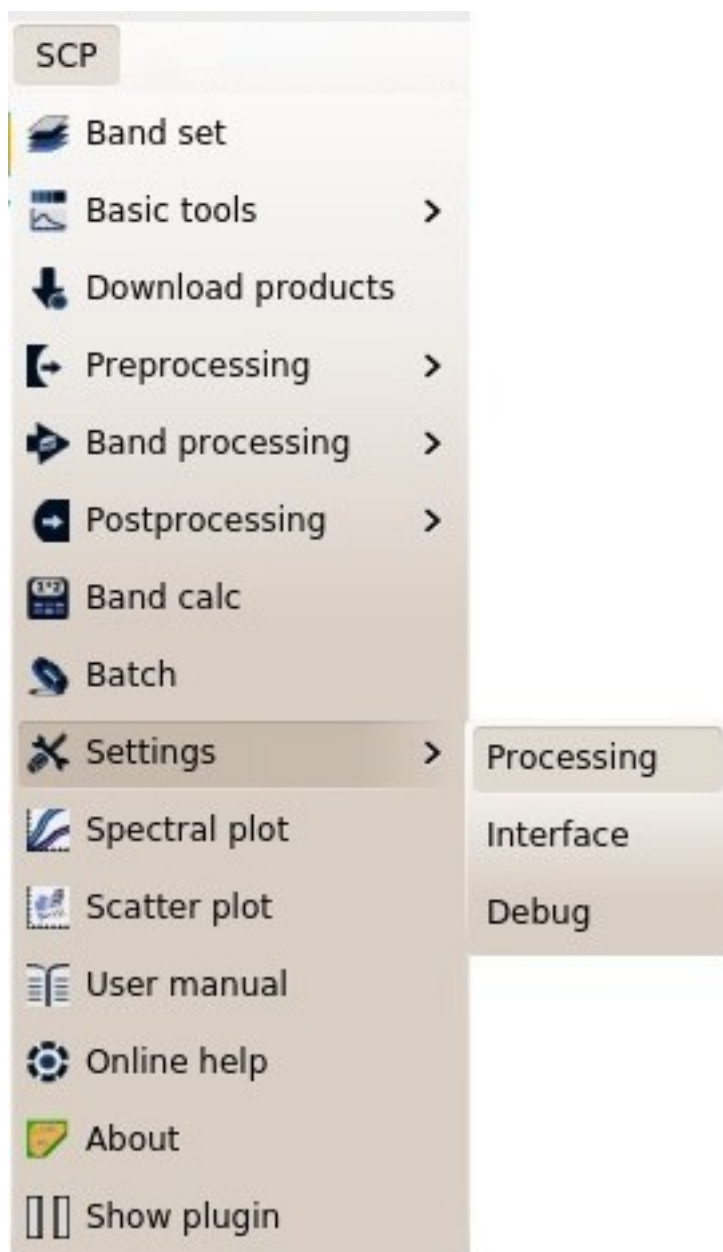 SCP
Band set
Basic tools
Download products
Preprocessing
Band processing
Postprocessing
Band calc
Batch
Settings
Processing
Interface
Debug
Spectral plot
Scatter plot
User manual
Online help
About
Show plugin